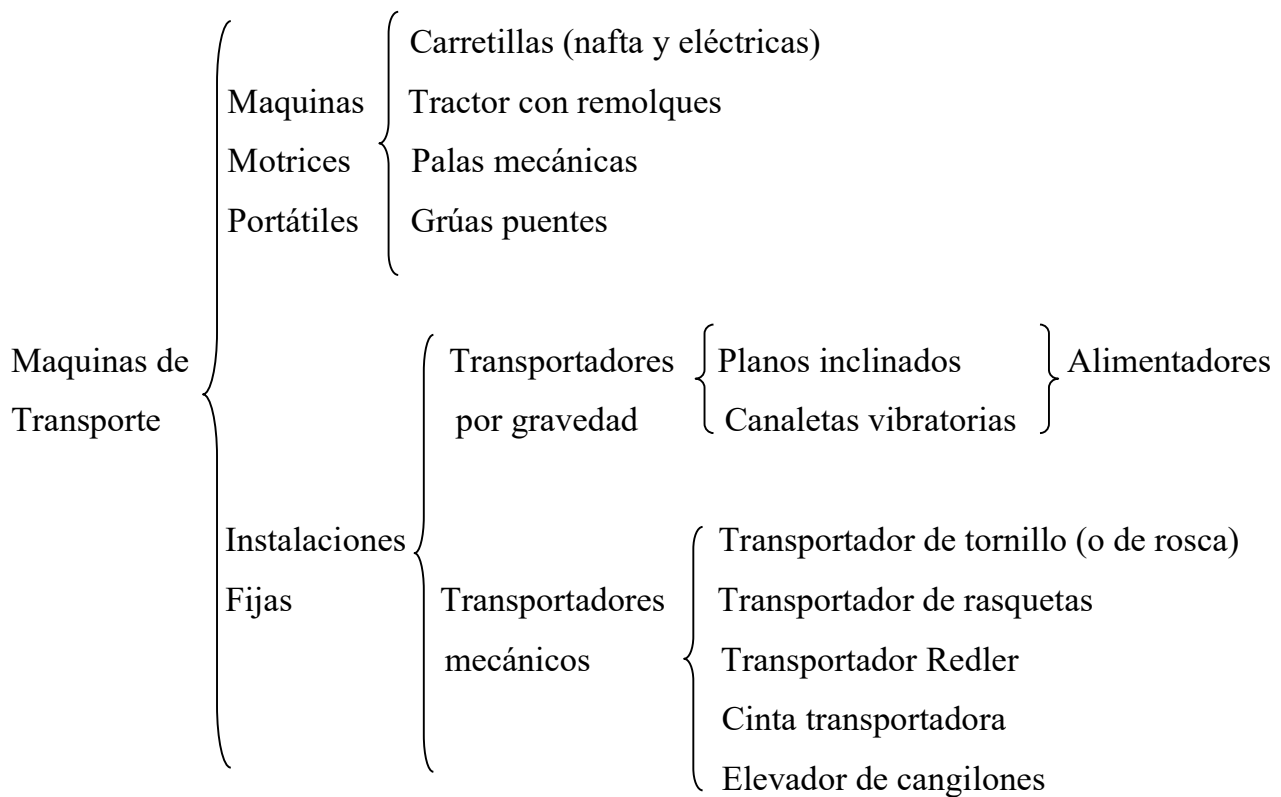 Carretillas (nafta y eléctricas)
Maquinas Tractor con remolques
Motrices Palas mecánicas
Portátiles Grúas puentes
Maquinas de Transportadores Planos inclinados Alimentadores
Transporte por gravedad Canaletas vibratorias
Instalaciones Transportador de tornillo (o de rosca)
Fijas Transportadores Transportador de rasquetas
mecánicos Transportador Redler
Cinta transportadora
Elevador de cangilones